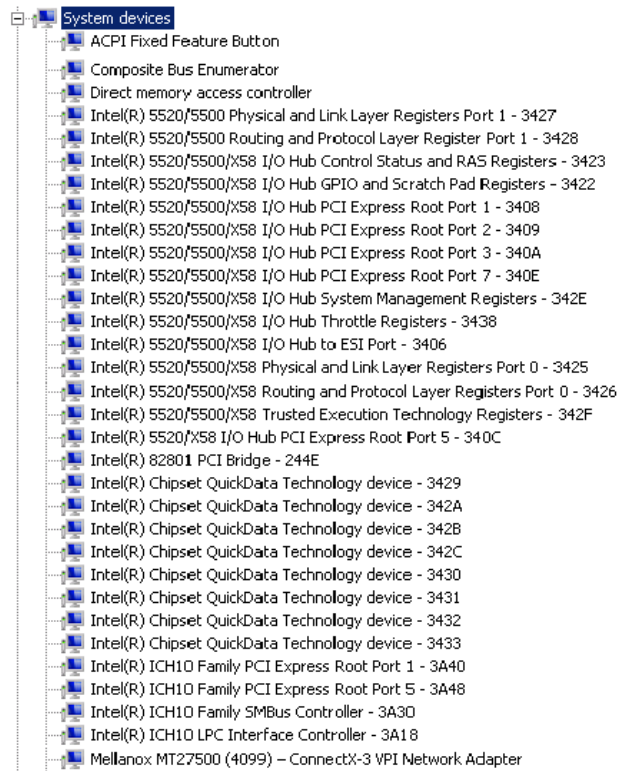 System devices
ACPI Fixed Feature Button
Composite Bus Enumerator
Direct memory access controller
Intel(R) 5520/5500 Physical and Link Layer Registers Port 1 - 3427
Intel(R) 5520/5500 Routing and Protocol Layer Register Port 1 - 3428
Intel(R) 5520/5500/X58 I/O Hub Control Status and RAS Registers - 3423
Intel(R) 5520/5500/X58 I/O Hub GPIO and Scratch Pad Registers - 3422
Intel(R) 5520/5500/X58 I/O Hub PCI Express Root Port 1 - 3408
Intel(R) 5520/5500/X58 I/O Hub PCI Express Root Port 2 - 3409
Intel(R) 5520/5500/X58 I/O Hub PCI Express Root Port 3 - 340A
Intel(R) 5520/5500/X58 I/O Hub PCI Express Root Port 7 - 340E
Intel(R) 5520/5500/X58 I/O Hub System Management Registers - 342E
Intel(R) 5520/5500/X58 I/O Hub Throttle Registers - 3438
Intel(R) 5520/5500/X58 I/O Hub to ESI Port - 3406
Intel(R) 5520/5500/X58 Physical and Link Layer Registers Port 0 - 3425
Intel(R) 5520/5500/X58 Routing and Protocol Layer Registers Port 0 - 3426
Intel(R) 5520/5500/X58 Trusted Execution Technology Registers - 342F
Intel(R) 5520/X58 I/O Hub PCI Express Root Port 5 - 340C
Intel(R) 82801 PCI Bridge - 244E
Intel(R) Chipset QuickData Technology device - 3429
Intel(R) Chipset QuickData Technology device - 342A
Intel(R) Chipset QuickData Technology device - 342B
Intel(R) Chipset QuickData Technology device - 342C
Intel(R) Chipset QuickData Technology device - 3430
Intel(R) Chipset QuickData Technology device - 3431
Intel(R) Chipset QuickData Technology device - 3432
Intel(R) Chipset QuickData Technology device - 3433
Intel(R) ICH10 Family PCI Express Root Port 1 - 3A40
Intel(R) ICH10 Family PCI Express Root Port 5 - 3A48
Intel(R) ICH10 Family SMBus Controller - 3A30
Intel(R) ICH10 LPC Interface Controller - 3A18
Mellanox MT27500 (4099) – ConnectX-3 VPI Network Adapter